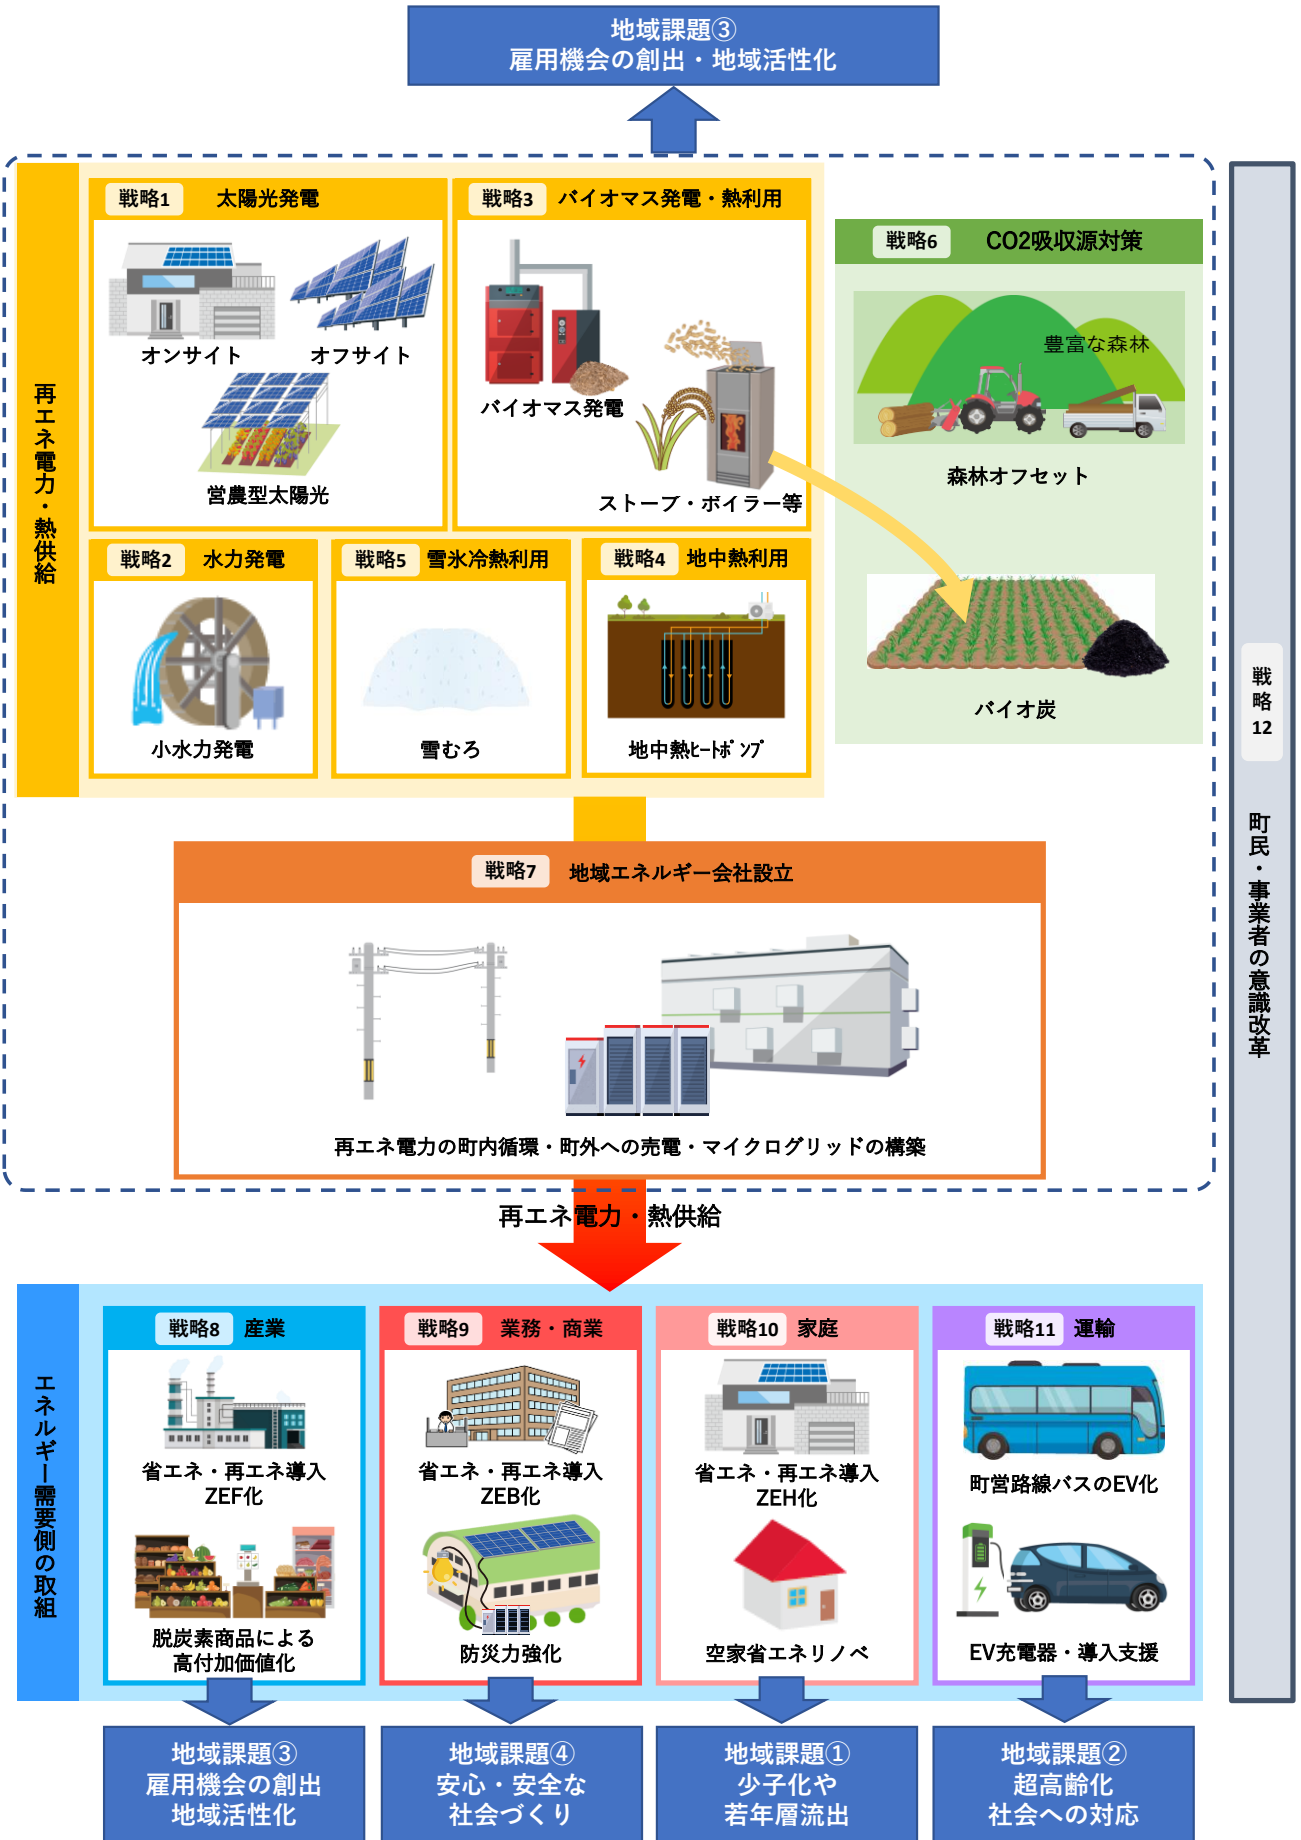 地域課題③
雇用機会の創出・地域活性化
再エネ電力・熱供給
戦略1 太陽光発電
オンサイト
オフサイト
営農型太陽光
戦略3 バイオマス発電・熱利用
バイオマス発電
ストーブ・ボイラー等
戦略2 水力発電
小水力発電
戦略5 雪氷冷熱利用
雪むろ
戦略4 地中熱利用
地中熱ﾋｰﾄﾎﾟﾝﾌﾟ
戦略6 CO2吸収源対策
豊富な森林
森林オフセット
バイオ炭
戦略7 地域エネルギー会社設立
再エネ電力の町内循環・町外への売電・マイクログリッドの構築
再エネ電力・熱供給
戦略12 町民・事業者の意識改革
エネルギー需要側の取組
戦略8 産業
省エネ・再エネ導入
ZEF化
脱炭素商品による
高付加価値化
戦略9 業務・商業
省エネ・再エネ導入
ZEB化
防災力強化
戦略10 家庭
省エネ・再エネ導入
ZEH化
空家省エネリノベ
戦略11 運輸
町営路線バスのEV化
EV充電器・導入支援
地域課題③
雇用機会の創出
地域活性化
地域課題④
安心・安全な
社会づくり
地域課題①
少子化や
若年層流出
地域課題②
超高齢化
社会への対応